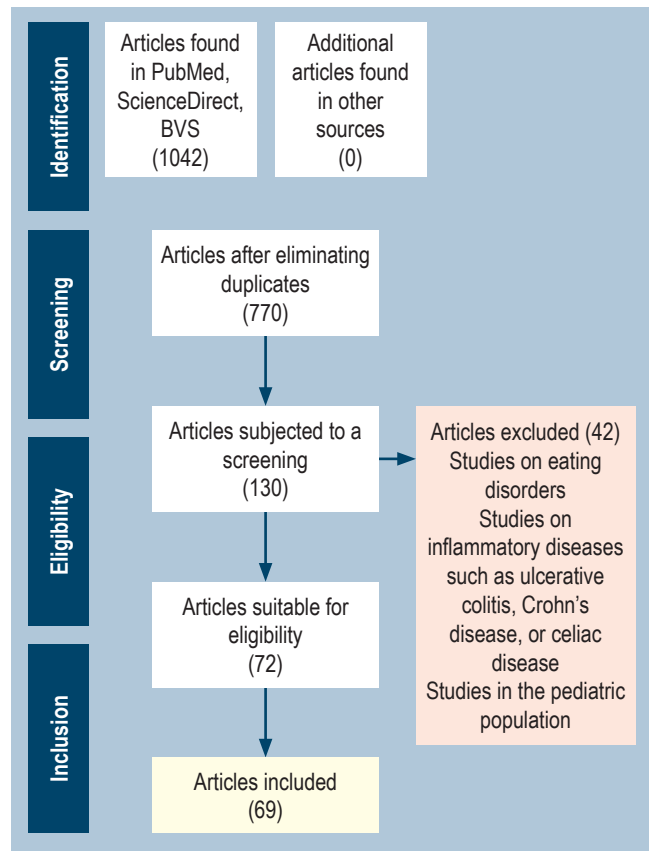 Identification
Articles found
in PubMed,
ScienceDirect,
BVS
(1042)
Additional
articles found
in other
sources
(0)
Screening
Articles after eliminating
duplicates
(770)
Articles subjected to a
screening
(130)
Articles excluded (42)
Studies on eating
disorders
Studies on
inflammatory diseases
such as ulcerative
colitis, Crohn's
disease, or celiac
disease
Studies in the pediatric
population
Eligibility
Articles suitable for
eligibility
(72)
Inclusion
Articles included
(69)